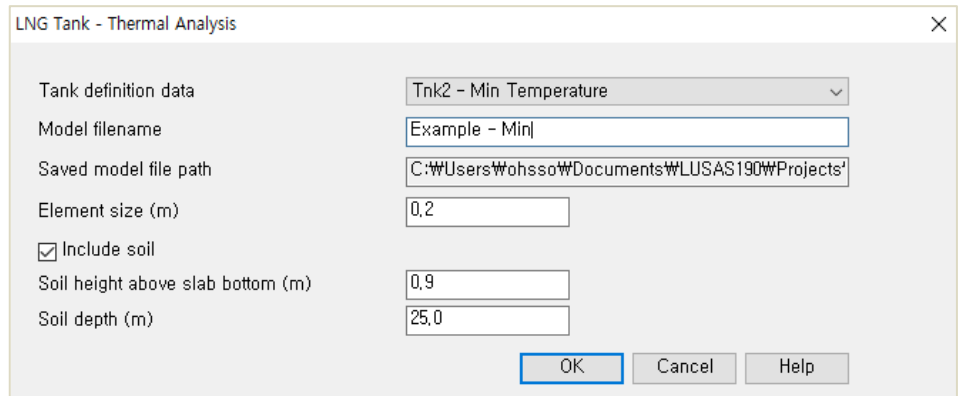 LNG Tank - Thermal Analysis
Tank definition data Tnk2 - Min Temperature
Model filename Example - Min
Saved model file path C:₩Users₩ohsso₩Documents₩LUSAS190₩Projects₩
Element size (m) 0,2
Include soil
Soil height above slab bottom (m) 0,9
Soil depth (m) 25,0
OK Cancel Help